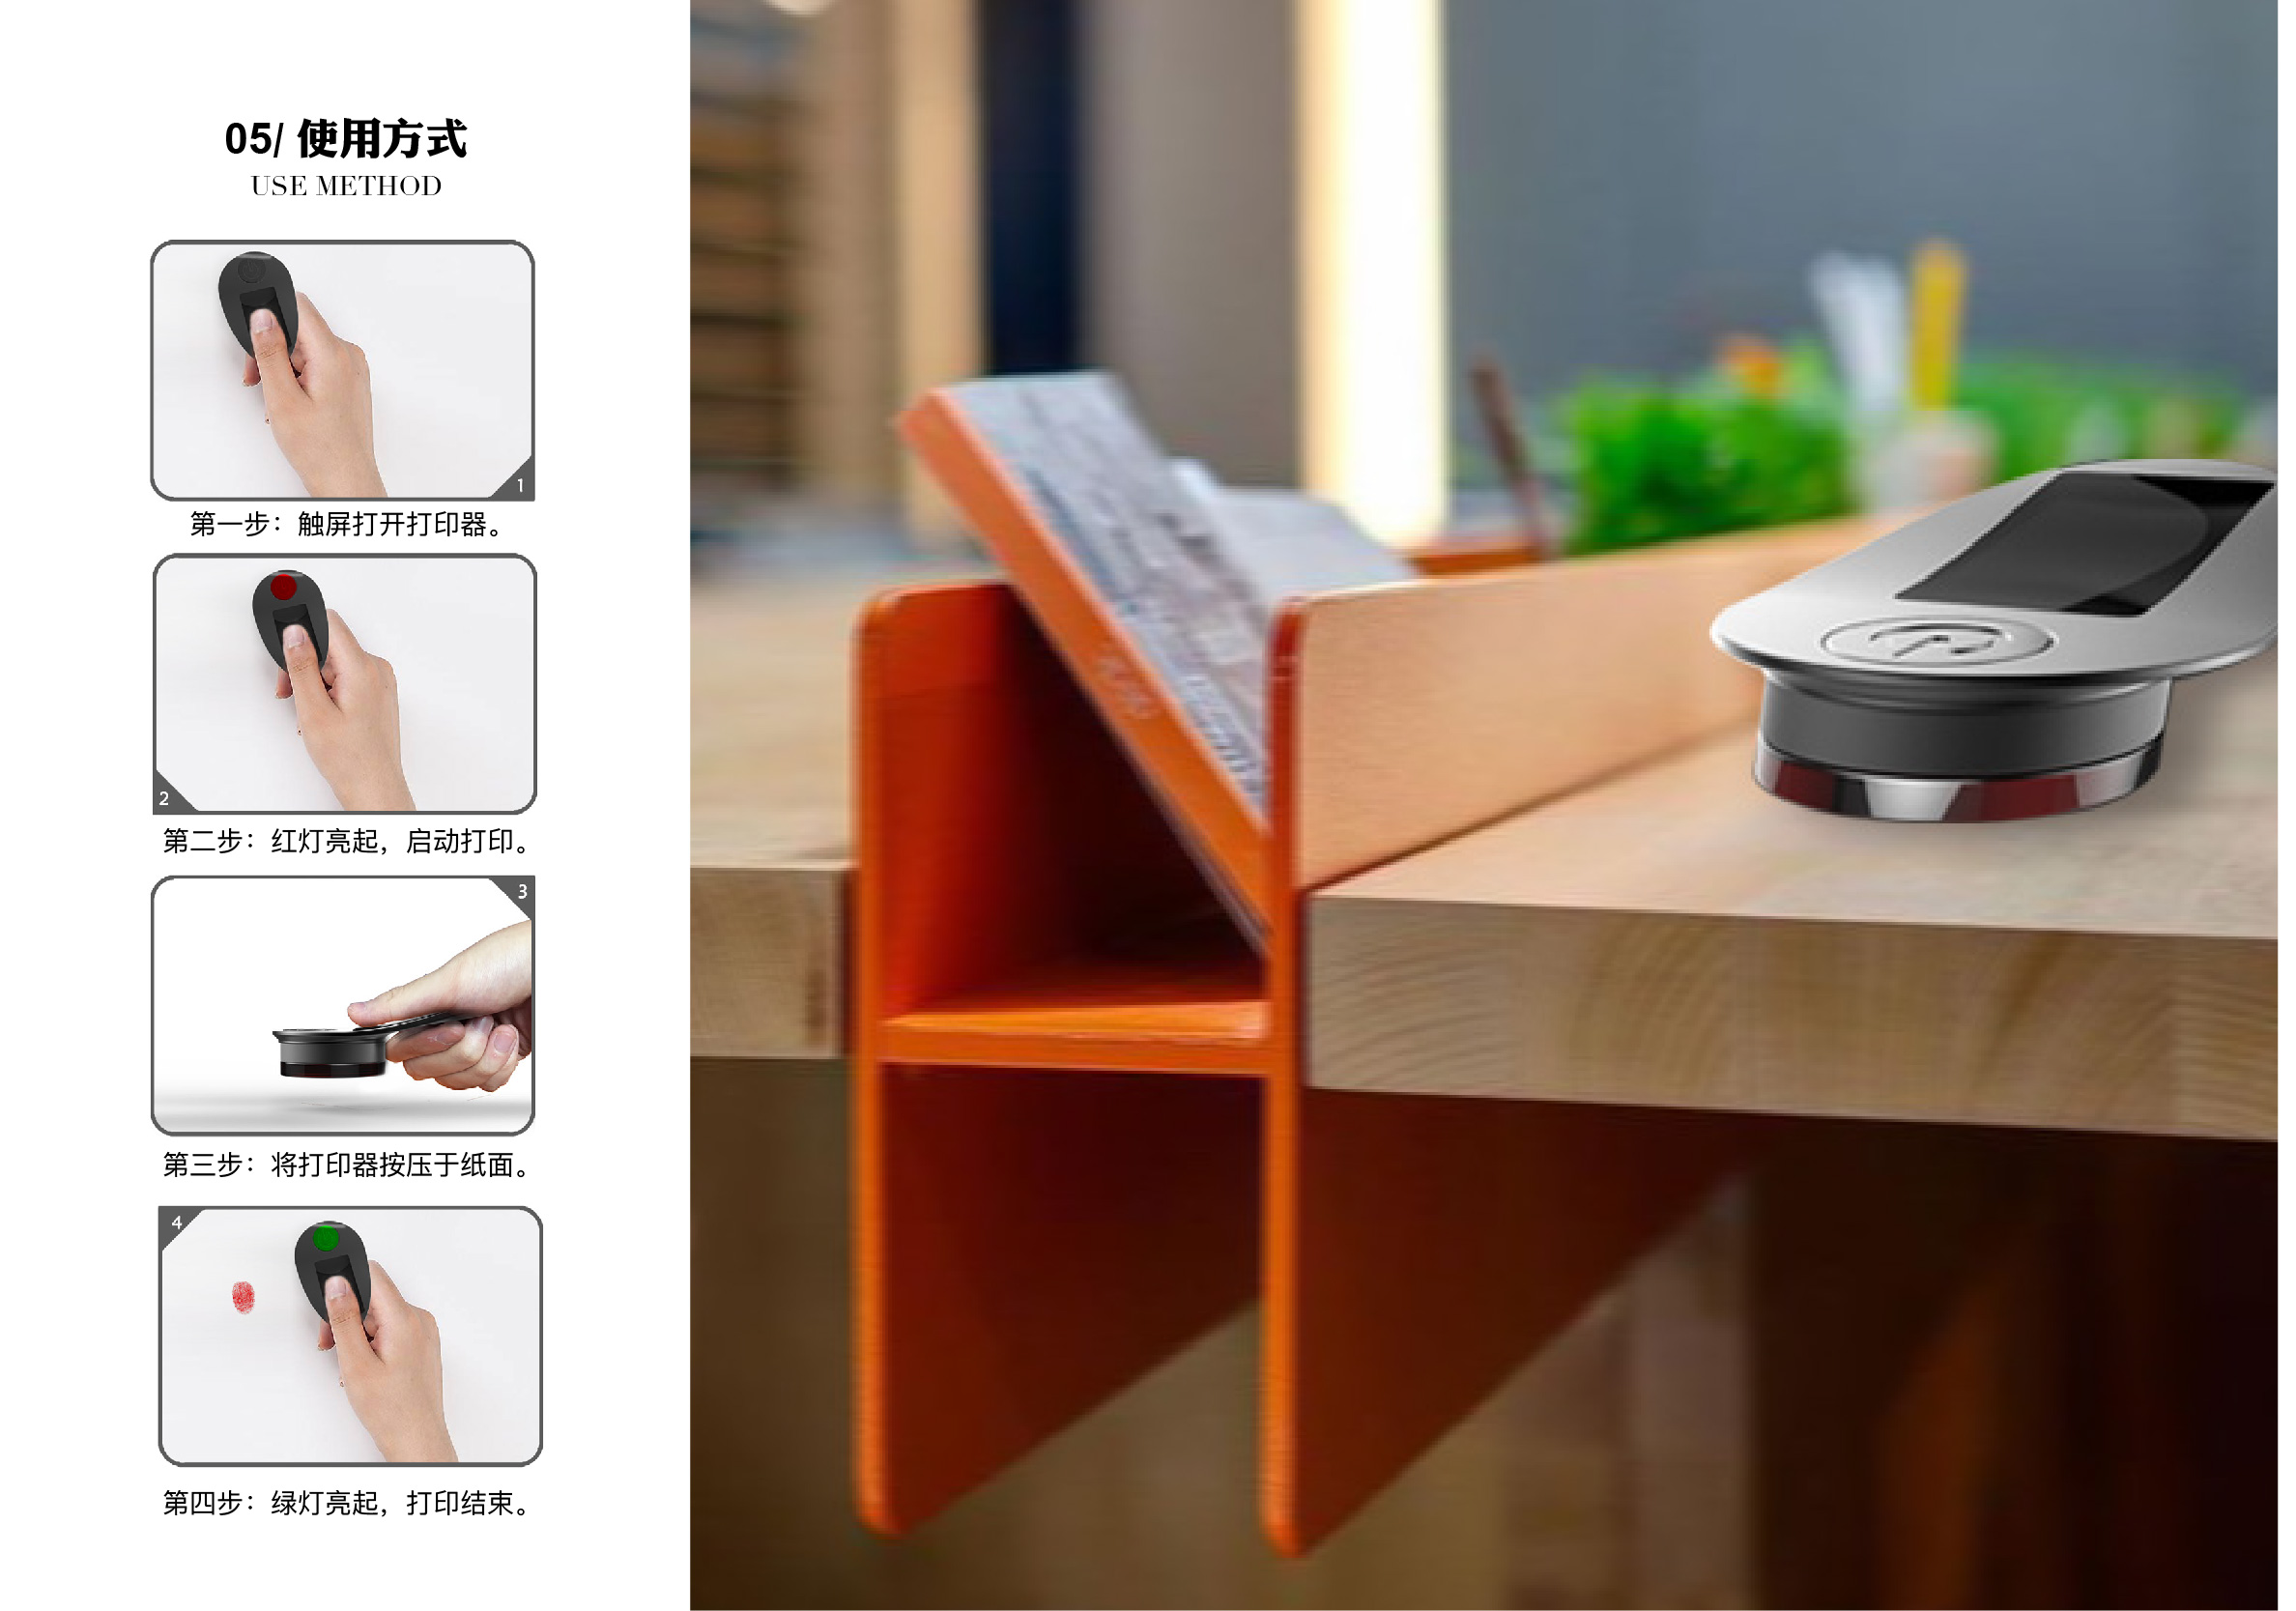 05/ 使用方式
USE METHOD
1
第一步：触屏打开打印器。
2
第二步：红灯亮起，启动打印。
3
第三步：将打印器按压于纸面。
4
第四步：绿灯亮起，打印结束。